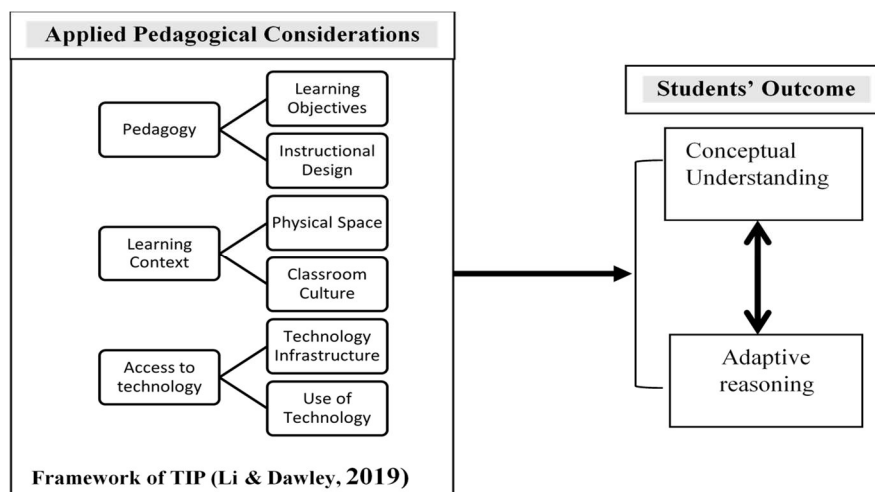 Applied Pedagogical Considerations
Pedagogy
Learning
Objectives
Instructional
Design
Learning
Context
Physical Space
Classroom
Culture
Access to
technology
Technology
Infrastructure
Use of
Technology
Framework of TIP (Li & Dawley, 2019)
Students’ Outcome
Conceptual
Understanding
Adaptive
reasoning